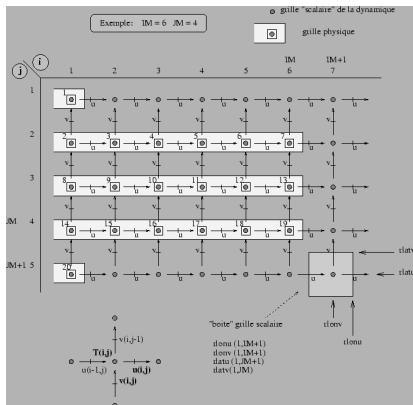 grille "scalaire" de la dynamique
Exemple: IM = 6 JM = 4
grille physique
IM IM+1
i
j 1 2 3 4 5 6 7
1 1
u u u u u u u
v v v v v v v
2 2 3 4 5 6 7
u u u u u u u
v v v v v v v
3 8 9 10 11 12 13
u u u u u u u
v v v v v v v
JM 4 14 15 16 17 18 19
u u u u u u u
v v v v v v v
rlatv
JM+1 5 20
rlatu
u u u u u u u
"boite" grille scalaire
rlonv
rlonu
rlonu (1,IM+1)
rlonv (1,IM+1)
rlatu (1,JM+1)
rlatv (1,JM)
v(i,j-1)
T(i,j)
u(i-1,j) u(i,j)
v(i,j)